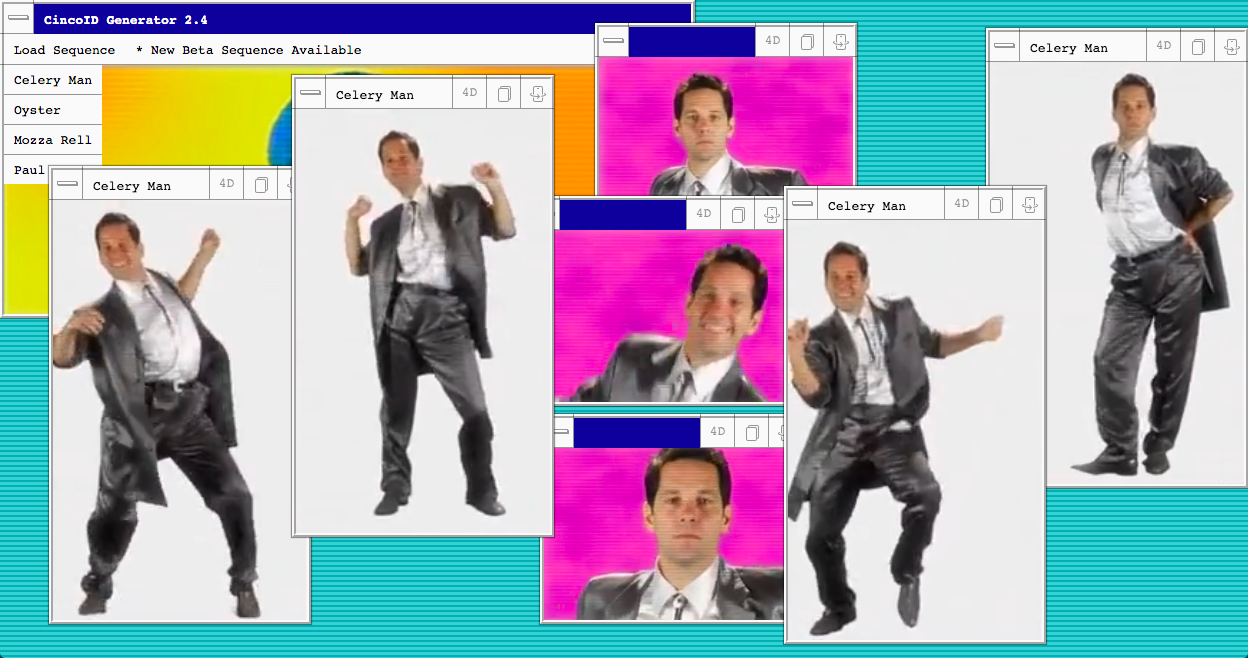 CincoID Generator 2.4
Load Sequence * New Beta Sequence Available
Celery Man
Oyster
Mozza Rell
Paul
Celery Man 4D
Celery Man 4D
4D
4D
4D
Celery Man 4D
Celery Man 4D